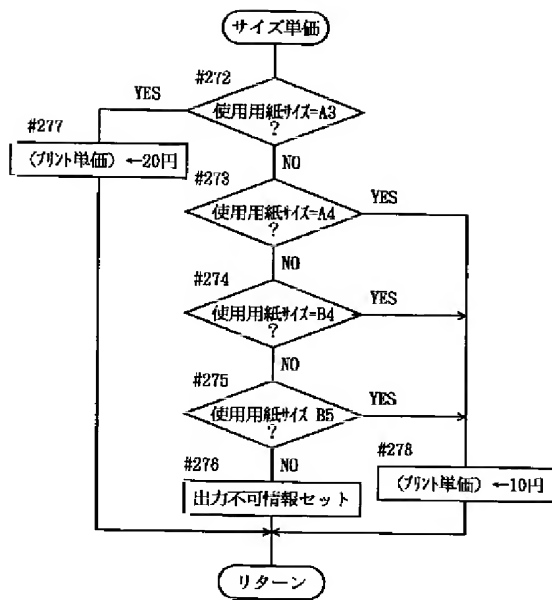 サイズ単価
#272
YES
使用用紙サイズ=A3
?
#277
(プリント単価) ←20円
NO
#273
YES
使用用紙サイズ=A4
?
NO
#274
YES
使用用紙サイズ=B4
?
NO
#275
YES
使用用紙サイズ B5
?
#276
NO
#278
出力不可情報セット
(プリント単価) ←10円
リターン